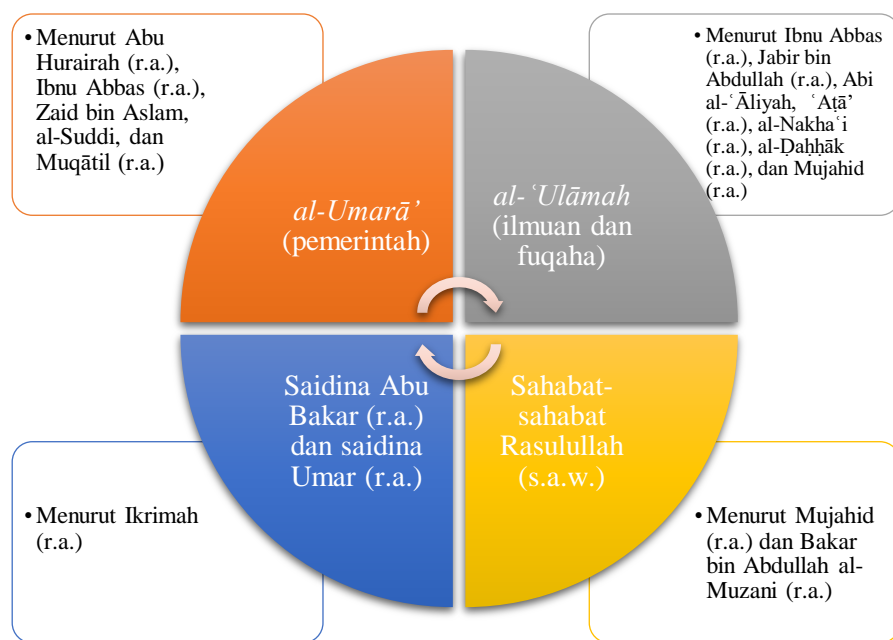 • Menurut Abu
Hurairah (r.a.),
Ibnu Abbas (r.a.),
Zaid bin Aslam,
al-Suddi, dan
Muqātil (r.a.)
• Menurut Ibnu Abbas
(r.a.), Jabir bin
Abdullah (r.a.), Abi
al-ʿĀliyah, ʿAṭā’
(r.a.), al-Nakhaʿi
(r.a.), al-Ḍaḥḥāk
(r.a.), dan Mujahid
(r.a.)
al-Umarā’
(pemerintah)
al-ʿUlāmah
(ilmuan dan
fuqaha)
Saidina Abu
Bakar (r.a.)
dan saidina
Umar (r.a.)
Sahabat-
sahabat
Rasulullah
(s.a.w.)
• Menurut Ikrimah
(r.a.)
• Menurut Mujahid
(r.a.) dan Bakar
bin Abdullah al-
Muzani (r.a.)